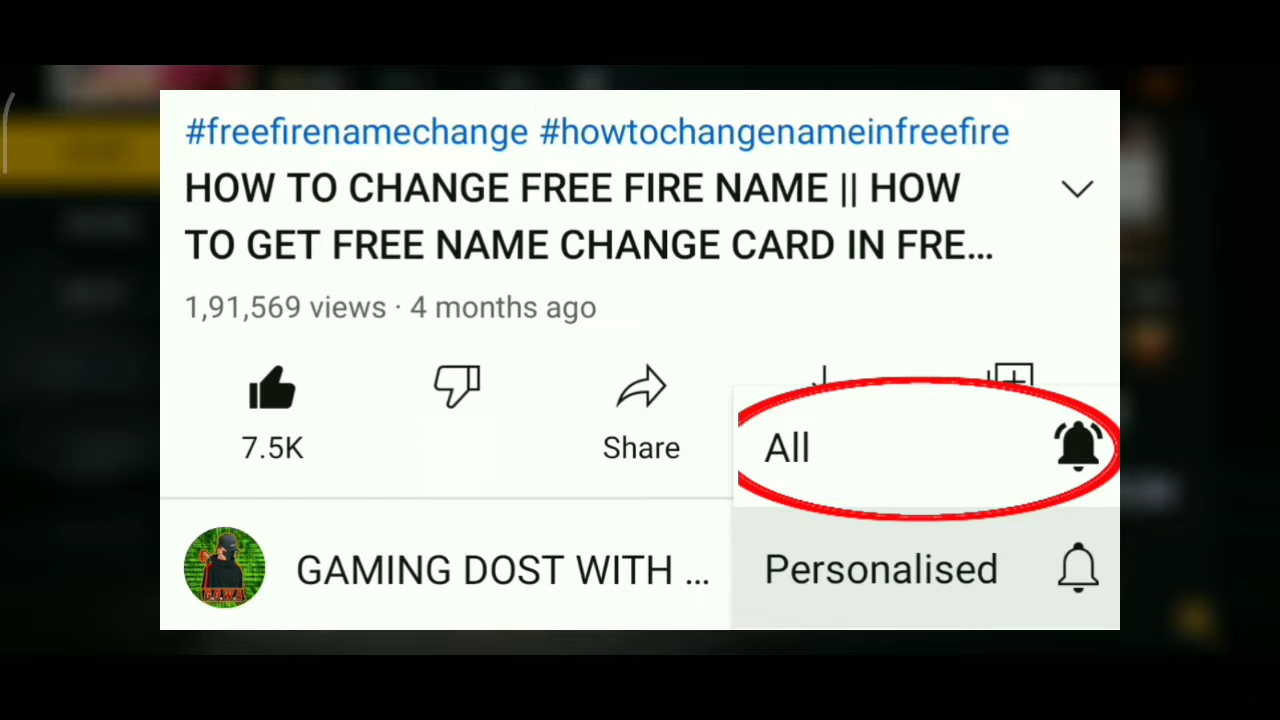 #freefirenamechange #howtochangenameinfreefire
HOW TO CHANGE FREE FIRE NAME || HOW
TO GET FREE NAME CHANGE CARD IN FRE...
1,91,569 views · 4 months ago
7.5K
Share
All
GAMING DOST WITH ...
Personalised